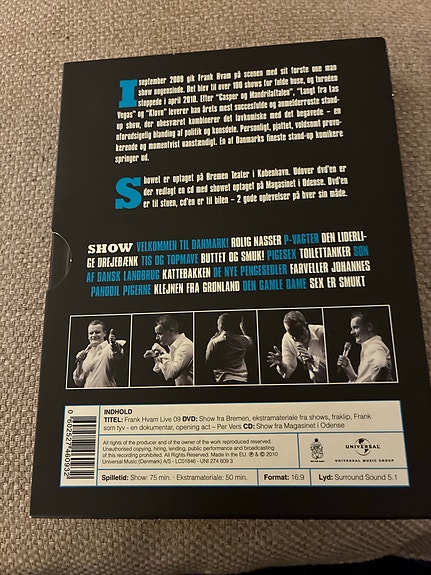 I september 2009 gik Frank Hvam på scenen med sit første one man
show nogensinde. Det blev til over 100 shows for fulde huse, og turnéen
stoppede i april 2010. Efter "Casper og Mandrilaftalen", "Langt fra Las
Vegas" og "Klovn" leverer han årets mest succesfulde og anmelderroste stand-
up show, der ubesværet kombinerer det lavkomiske med det begavede – en
uforudsigelig blanding af politik og konsdele. Personligt, pjattet, voldsomt provo-
kerende og momentvist uanstændigt. En af Danmarks fineste stand-up komikere
springer ud.
Showet er optaget på Bremen Teater i København. Udover dvd'en er
der vedlagt en cd med showet optaget på Magasinet i Odense. Dvd'en
er til stuen, cd'en er til bilen – 2 gode oplevelser på hver sin måde.
SHOW VELKOMMEN TIL DANMARK! ROLIG NASSER P-VAGTER DEN LIDERLI-
GE DREJEBÆNK TIS OG TOPMAVE BUTTET OG SMUK! PIGESEX TOILETTANKER SØN
AF DANSK LANDBRUG KATTEBAKKEN DE NYE PENGESEDLER FARVELLER JOHANNES
PANODIL PIGERNE KLEJNEN FRA GRØNLAND DEN GAMLE DAME SEX ER SMUKT
INDHOLD
TITEL: Frank Hvam Live 09 DVD: Show fra Bremen, ekstramateriale fra shows, fraklip, Frank
som tyv - en dokumentar, opening act – Per Vers CD: Show fra Magasinet i Odense
All rights of the producer and of the owner of the work reproduced reserved.
Unauthorised copying, hiring, lending, public performance and broadcasting
of this recording prohibited. All Rights Reserved. Made in the EU. ℗ & © 2010
Universal Music (Denmark) A/S - LC01846 - UNI 274 609 3
UNIVERSAL
UNIVERSAL MUSIC GROUP
Spilletid: Show: 75 min. · Ekstramateriale: 50 min.
Format: 16:9
Lyd: Surround Sound 5.1
0 602527 460932